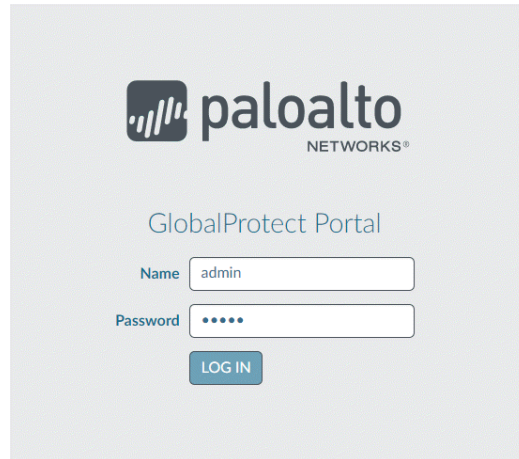 paloalto
NETWORKS®
GlobalProtect Portal
Name admin
Password •••••
LOG IN